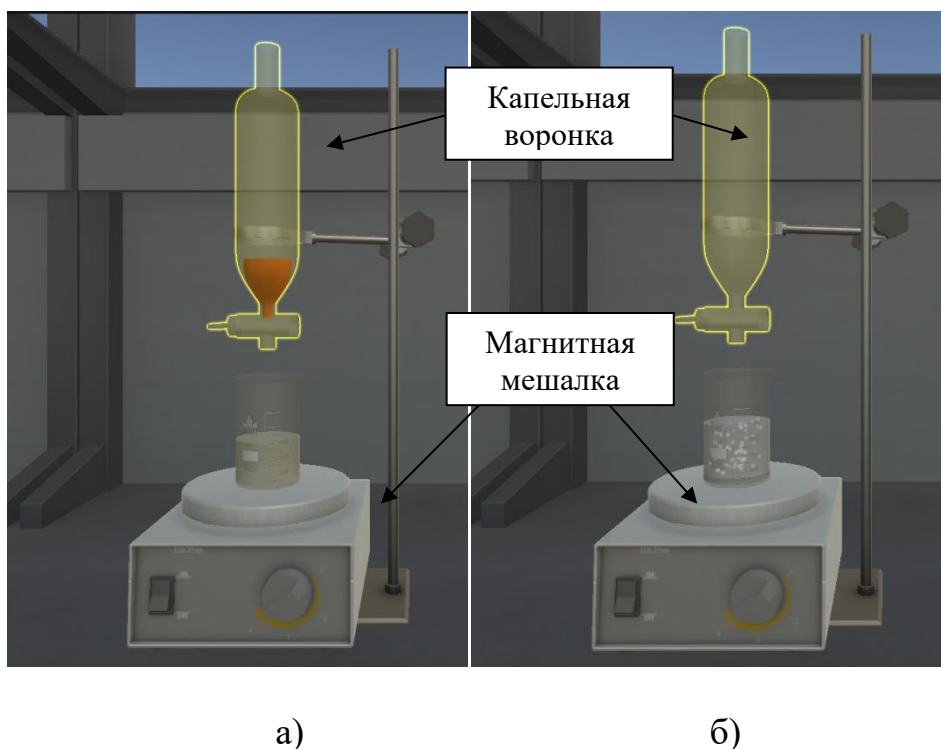 Капельная
воронка
Магнитная
мешалка
а)
б)